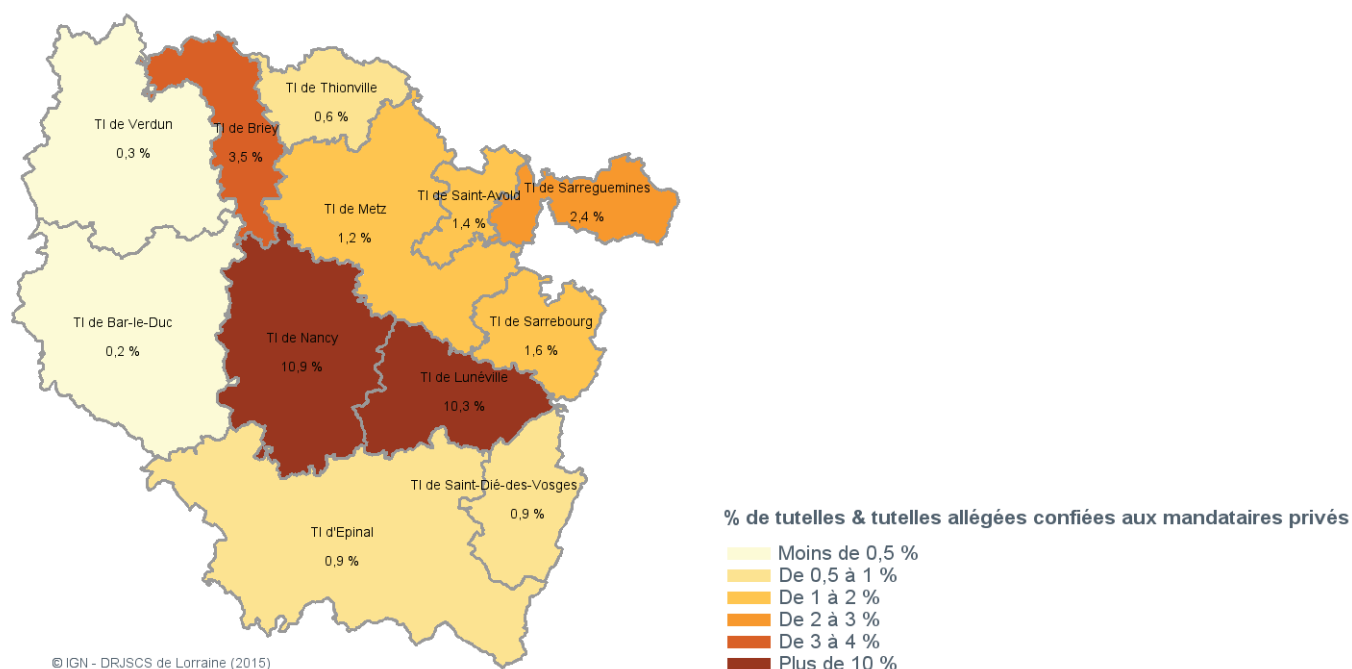 TI de Thionville
0,6 %
TI de Verdun
0,3 %
TI de Briey
3,5 %
TI de Saint-Avold
1,4 %
TI de Sarreguemines
2,4 %
TI de Metz
1,2 %
TI de Bar-le-Duc
0,2 %
TI de Nancy
10,9 %
TI de Sarrebourg
1,6 %
TI de Lunéville
10,3 %
TI de Saint-Dié-des-Vosges
0,9 %
TI d'Epinal
0,9 %
% de tutelles & tutelles allégées confiées aux mandataires privés
Moins de 0,5 %
De 0,5 à 1 %
De 1 à 2 %
De 2 à 3 %
De 3 à 4 %
Plus de 10 %
© IGN - DRJSCS de Lorraine (2015)